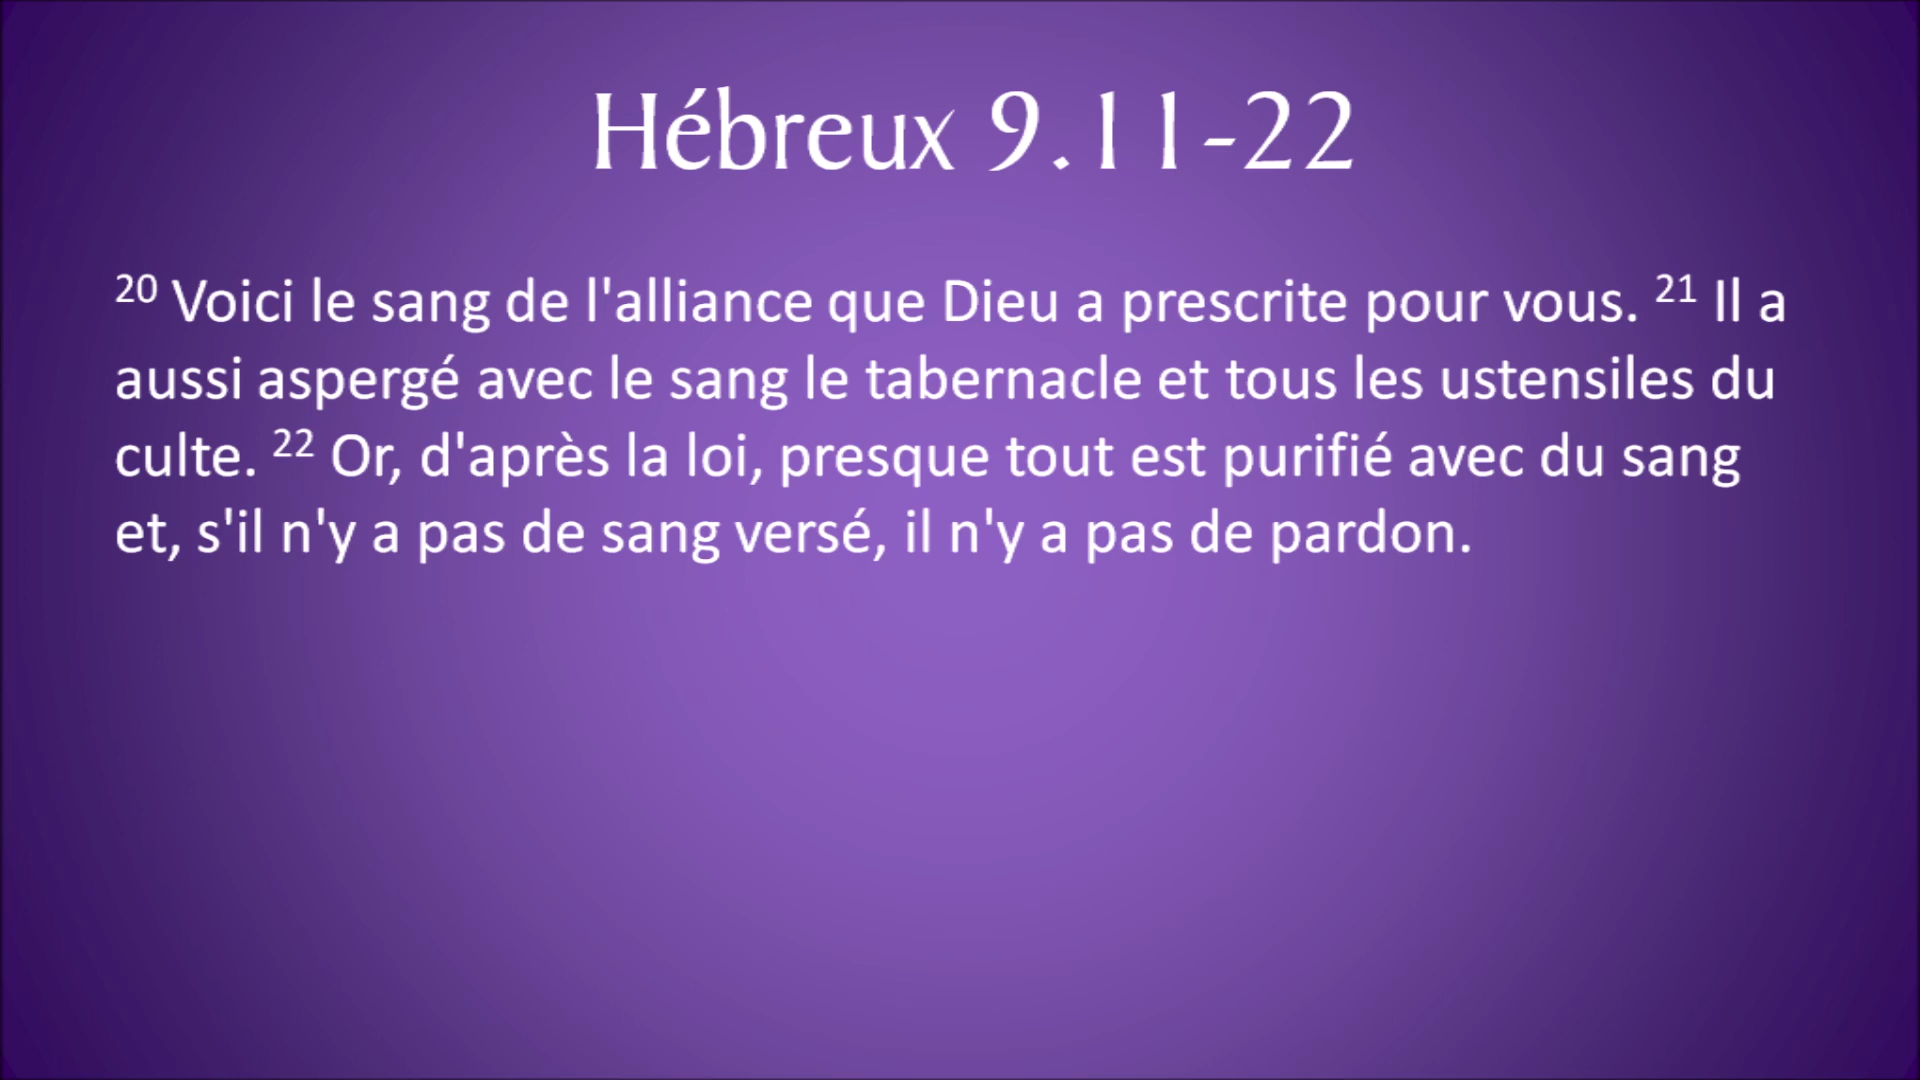 Hébreux 9.11-22
20 Voici le sang de l'alliance que Dieu a prescrite pour vous. 21 Il a
aussi aspergé avec le sang le tabernacle et tous les ustensiles du
culte. 22 Or, d'après la loi, presque tout est purifié avec du sang
et, s'il n'y a pas de sang versé, il n'y a pas de pardon.